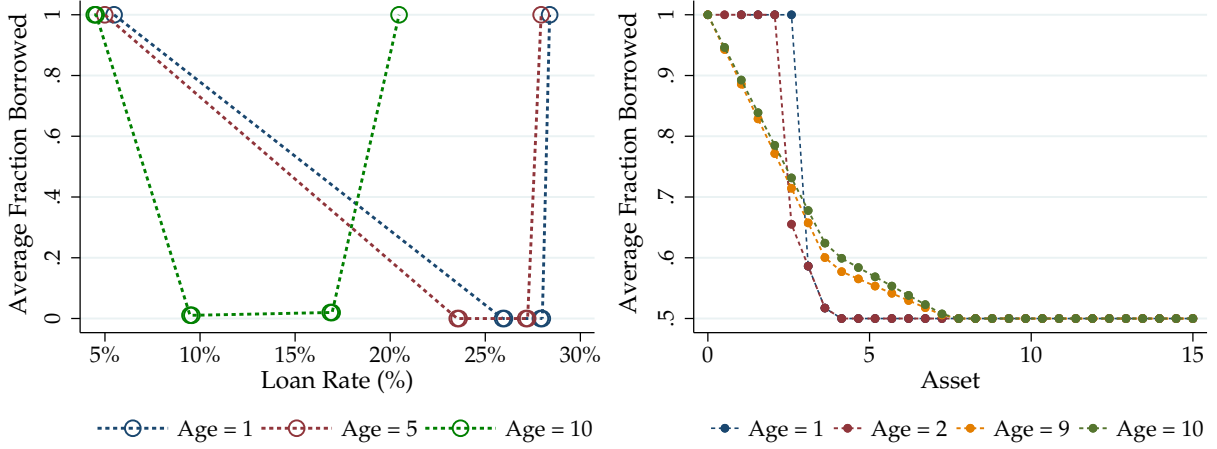 Average Fraction Borrowed
1
.8
.6
.4
.2
0
5% 10% 15% 20% 25% 30%
Loan Rate (%)
Age = 1 Age = 5 Age = 10
Average Fraction Borrowed
1
.9
.8
.7
.6
.5
0 5 10 15
Asset
Age = 1 Age = 2 Age = 9 Age = 10